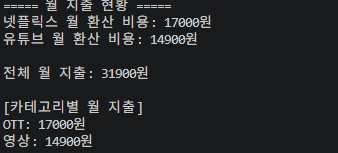 ===== 월 지출 현황 =====
넷플릭스 월 환산 비용: 17000원
유튜브 월 환산 비용: 14900원

전체 월 지출: 31900원

[카테고리별 월 지출]
OTT: 17000원
영상: 14900원